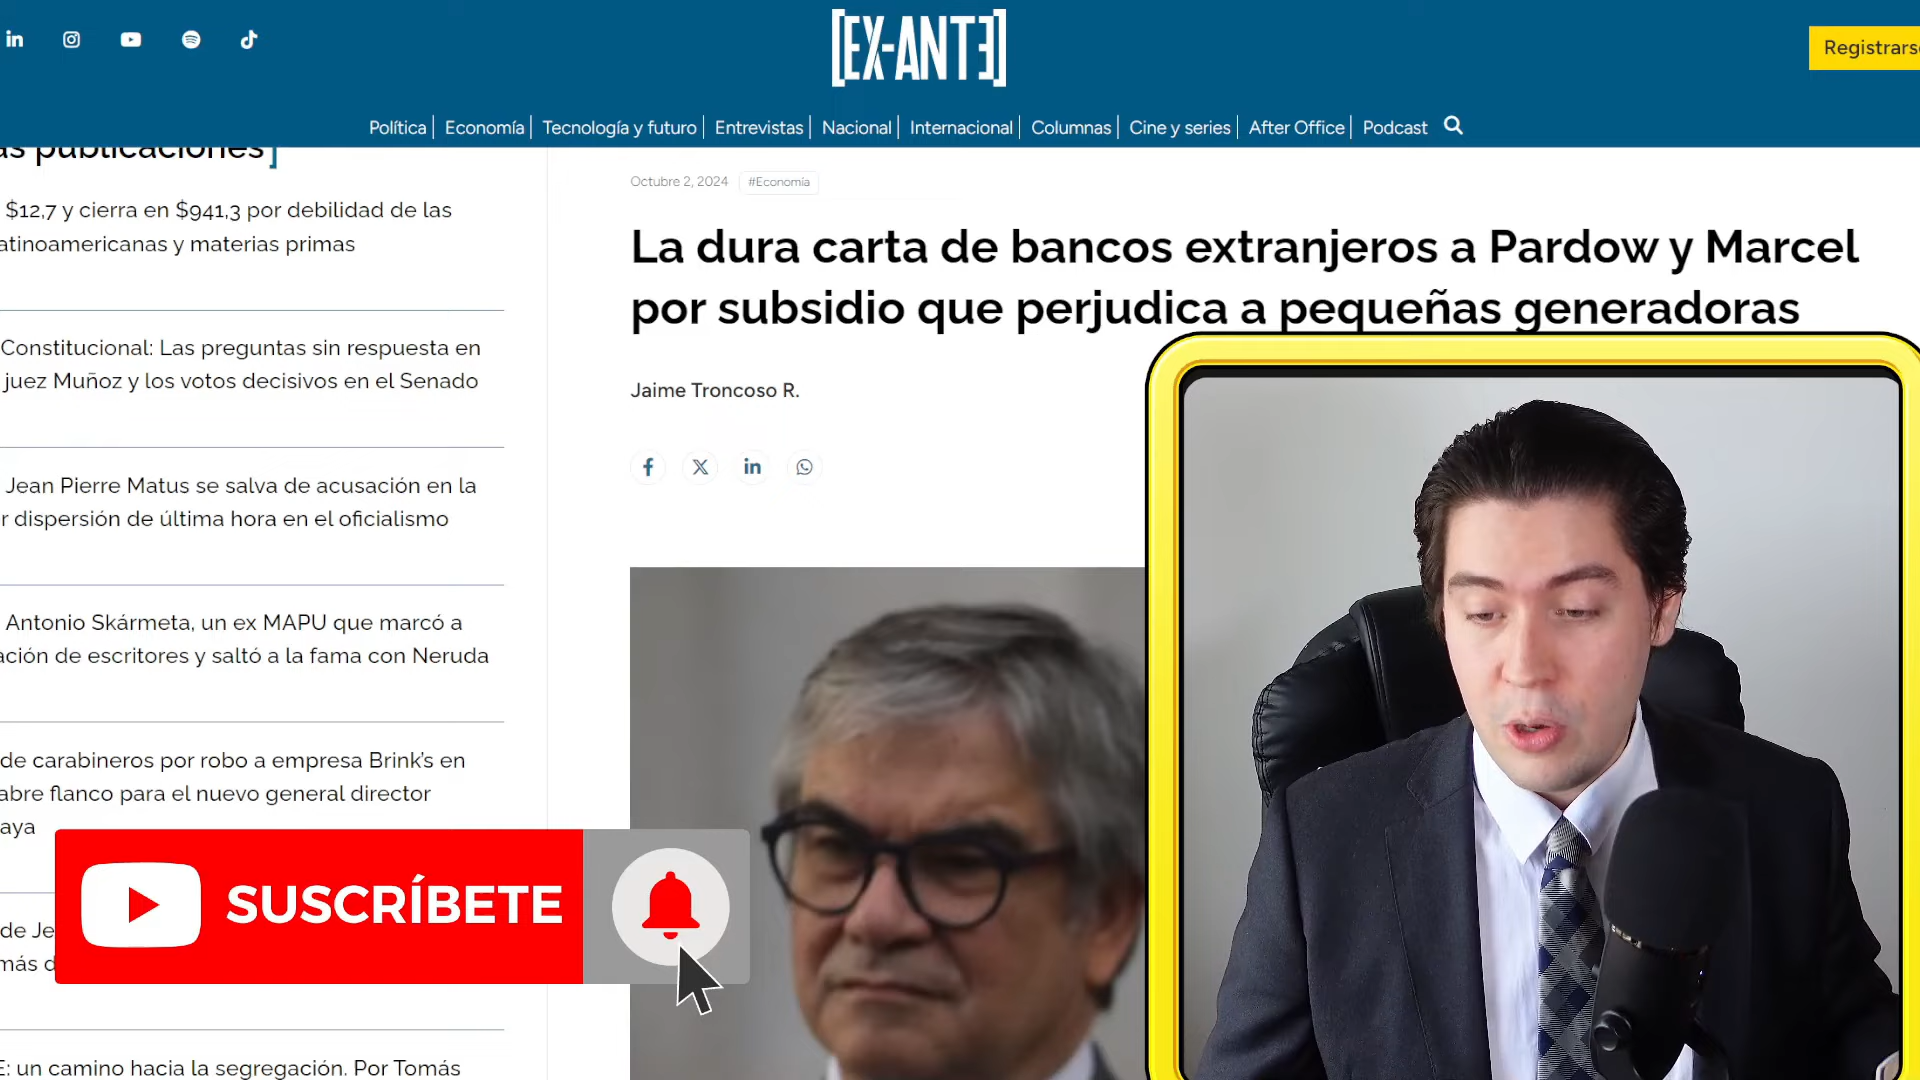 [EX-ANTE]
Registrars
Política
Economía
Tecnología y futuro
Entrevistas
Nacional
Internacional
Columnas
Cine y series
After Office
Podcast
as publicaciones]
$12,7 y cierra en $941,3 por debilidad de las
atinoamericanas y materias primas
Constitucional: Las preguntas sin respuesta en
juez Muñoz y los votos decisivos en el Senado
Jean Pierre Matus se salva de acusación en la
r dispersión de última hora en el oficialismo
Antonio Skármeta, un ex MAPU que marcó a
ación de escritores y saltó a la fama con Neruda
de carabineros por robo a empresa Brink's en
abre flanco para el nuevo general director
aya
de Je
más d
E: un camino hacia la segregación. Por Tomás
Octubre 2, 2024
#Economía
La dura carta de bancos extranjeros a Pardow y Marcel
por subsidio que perjudica a pequeñas generadoras
Jaime Troncoso R.
SUSCRÍBETE